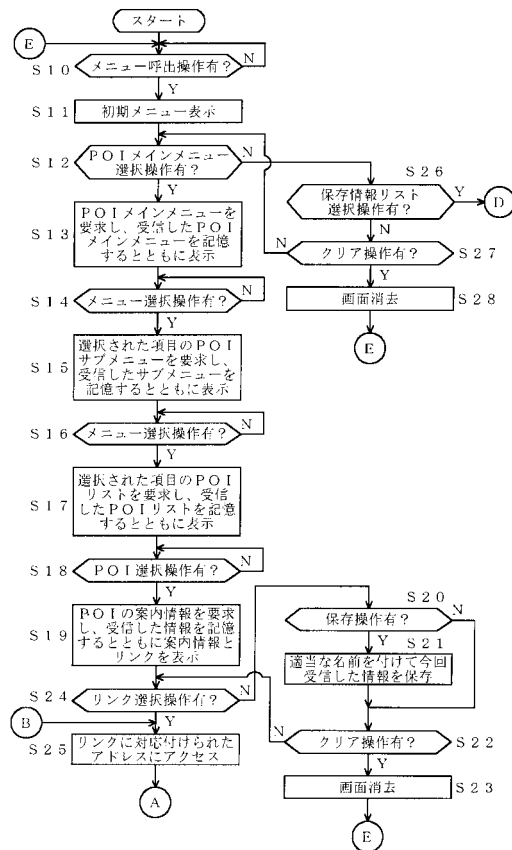 スタート
E
S10
メニュー呼出操作有?
N
Y
S11
初期メニュー表示
S12
POIメインメニュー
選択操作有?
N
Y
S26
保存情報リスト
選択操作有?
Y
D
N
S13
POIメインメニューを
要求し、受信したPOI
メインメニューを記憶
するとともに表示
N
クリア操作有?
S27
Y
S14
メニュー選択操作有?
N
Y
画面消去
S28
E
S15
選択された項目のPOI
サブメニューを要求し、
受信したサブメニューを
記憶するとともに表示
S16
メニュー選択操作有?
N
Y
S17
選択された項目のPOI
リストを要求し、受信
したPOIリストを記憶
するとともに表示
S18
POI選択操作有?
N
Y
S19
POIの案内情報を要求
し、受信した情報を記憶
するとともに案内情報と
リンクを表示
S20
保存操作有?
N
Y
S21
適当な名前を付けて今回
受信した情報を保存
S24
リンク選択操作有?
N
Y
B
S25
リンクに対応付けられた
アドレスにアクセス
A
N
クリア操作有?
S22
Y
画面消去
S23
E